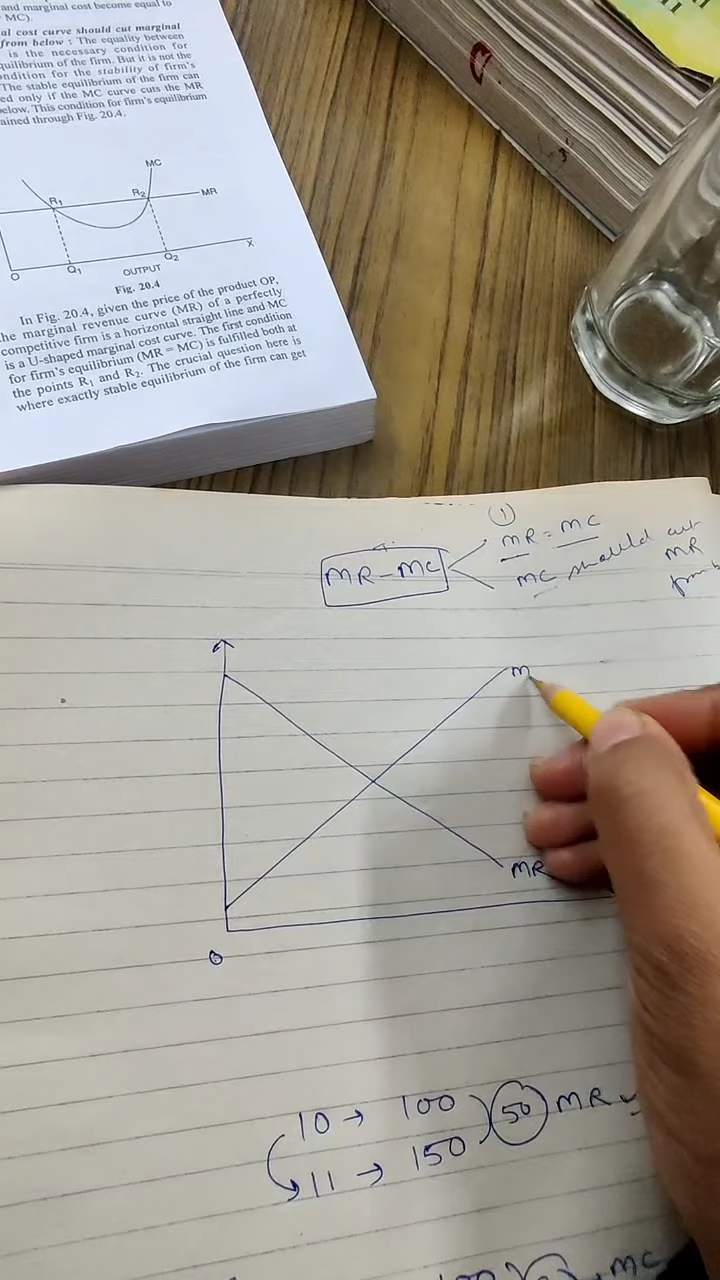 and marginal cost become equal to
MC).
al cost curve should cut marginal
from below : The equality between
is the necessary condition for
quilibrium of the firm. But it is not the
ondition for the stability of firm's
The stable equilibrium of the firm can
ed only if the MC curve cuts the MR
elow. This condition for firm's equilibrium
ained through Fig. 20.4.
MC
R1
R2
MR
O
Q1
OUTPUT
Q2
X
Fig. 20.4
In Fig. 20.4, given the price of the product OP,
he marginal revenue curve (MR) of a perfectly
competitive firm is a horizontal straight line and MC
is a U-shaped marginal cost curve. The first condition
for firm's equilibrium (MR = MC) is fulfilled both at
the points R1 and R2. The crucial question here is
where exactly stable equilibrium of the firm can get
1
MR = MC
MR - MC
MC should cut
MR
M
MR
O
10 → 100
50 MR
11 → 150
MC